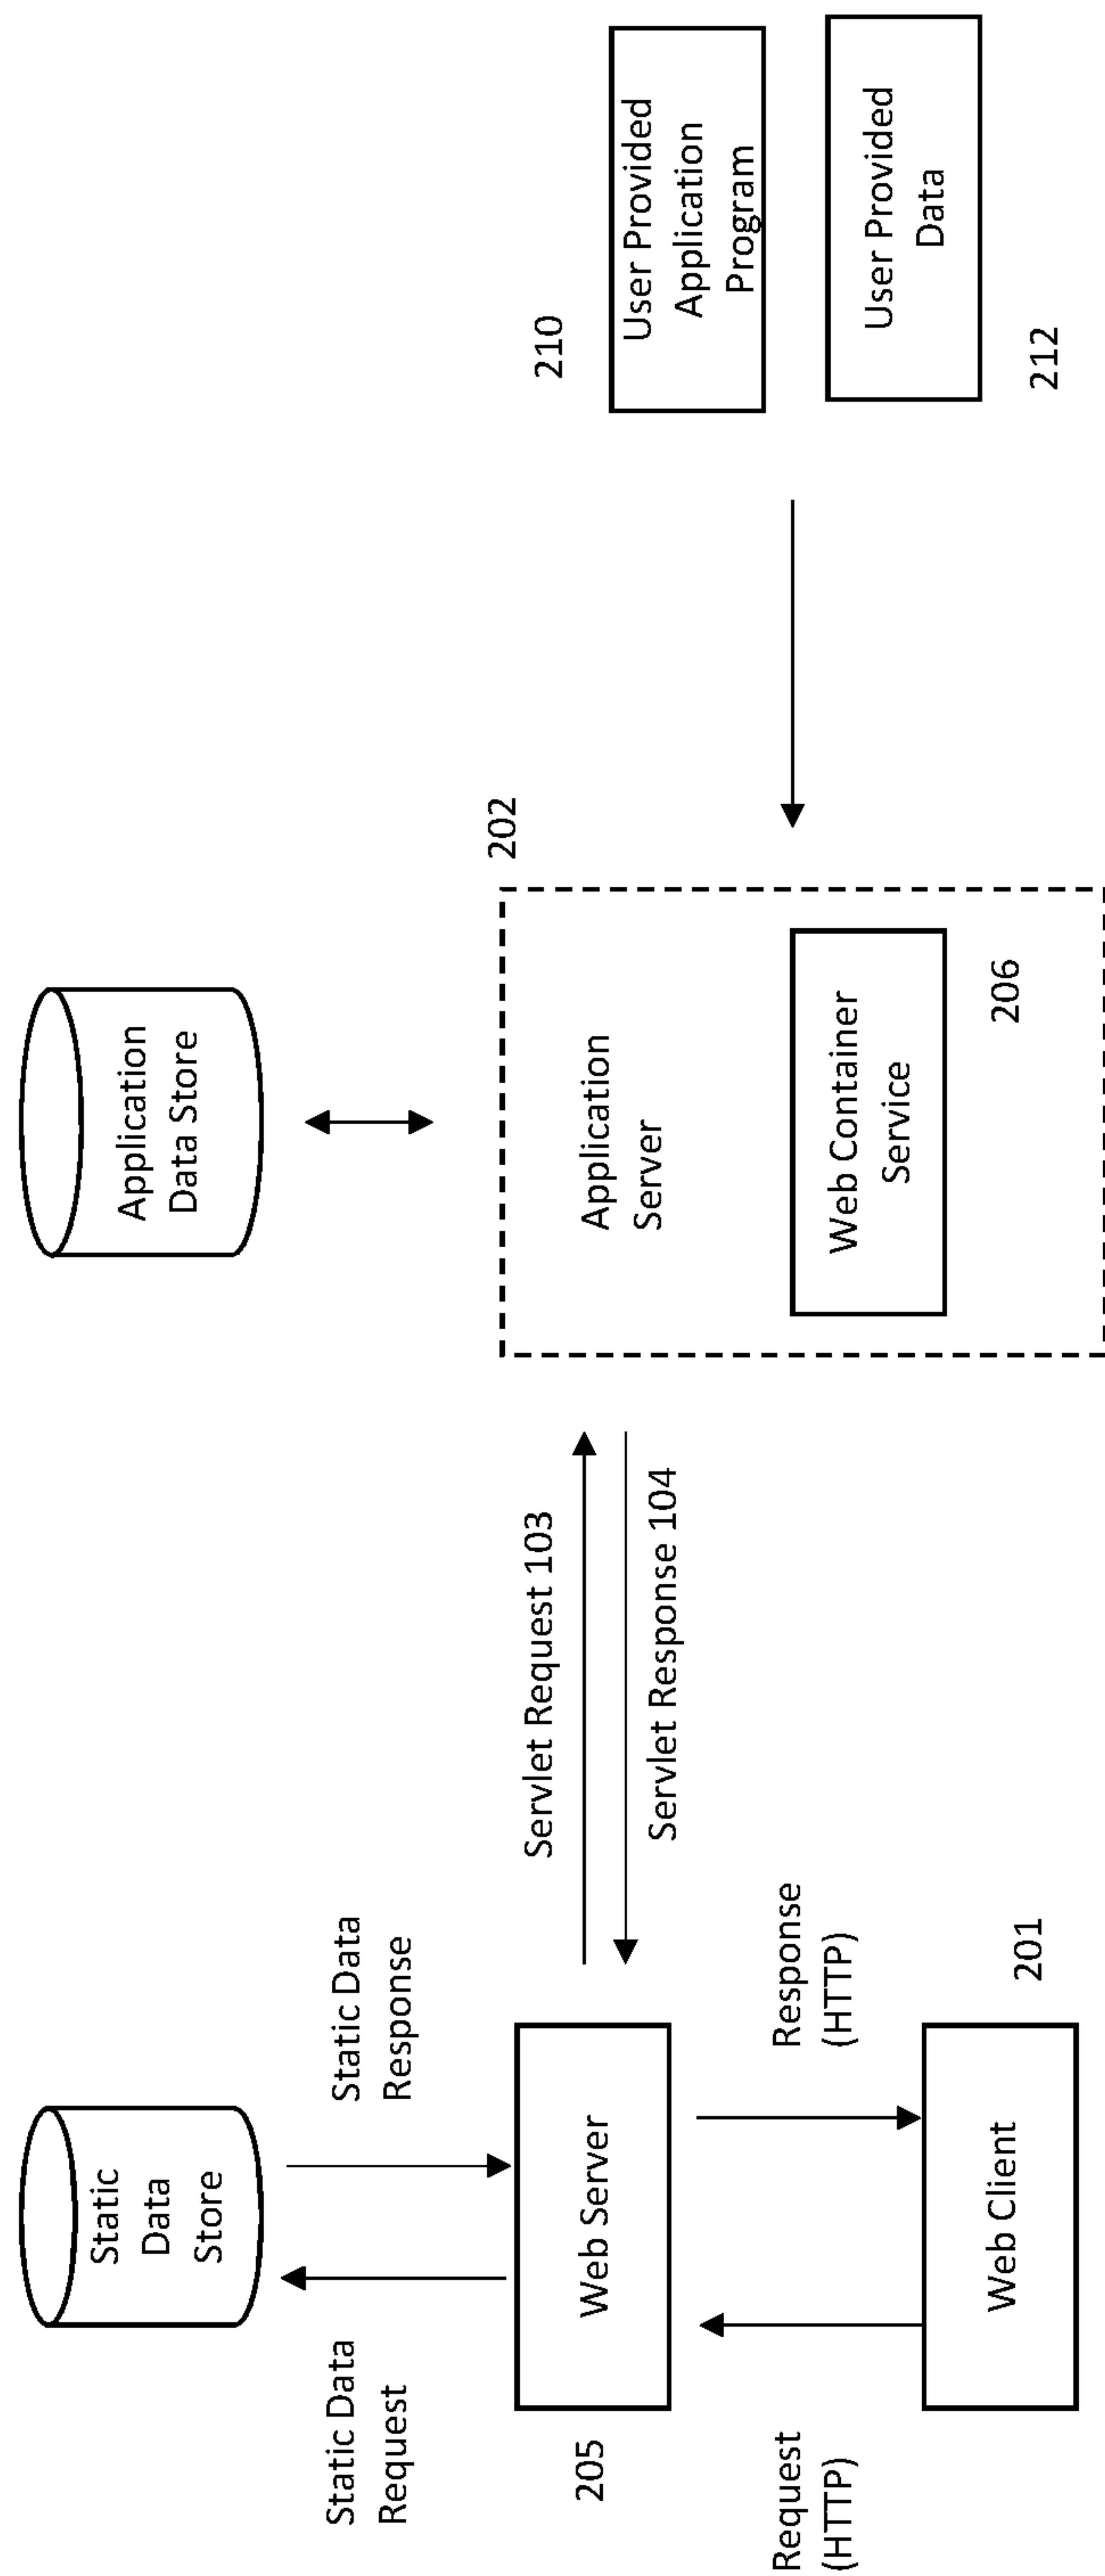 Static
Data
Store
Application
Data Store
Static Data
Request
Static Data
Response
202
205
Web Server
Servlet Request 103
Servlet Response 104
Application
Server
210
User Provided
Application
Program
Request
(HTTP)
Response
(HTTP)
Web Container
Service
206
User Provided
Data
212
Web Client
201